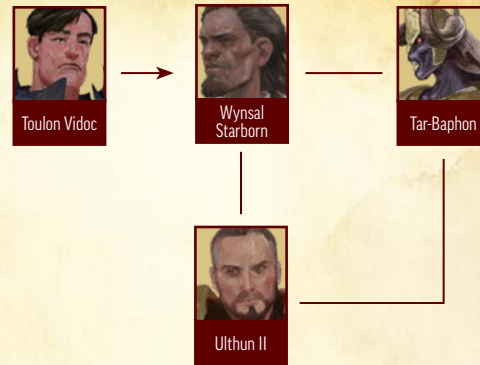 Toulon Vidoc
Wynsal
Starborn
Tar-Baphon
Ulthun II